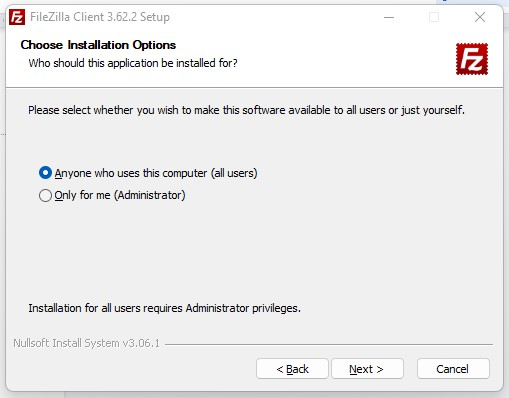 FileZilla Client 3.62.2 Setup
Choose Installation Options
Who should this application be installed for?
Fz
Please select whether you wish to make this software available to all users or just yourself.
Anyone who uses this computer (all users)
Only for me (Administrator)
Installation for all users requires Administrator privileges.
Nullsoft Install System v3.06.1
< Back
Next >
Cancel